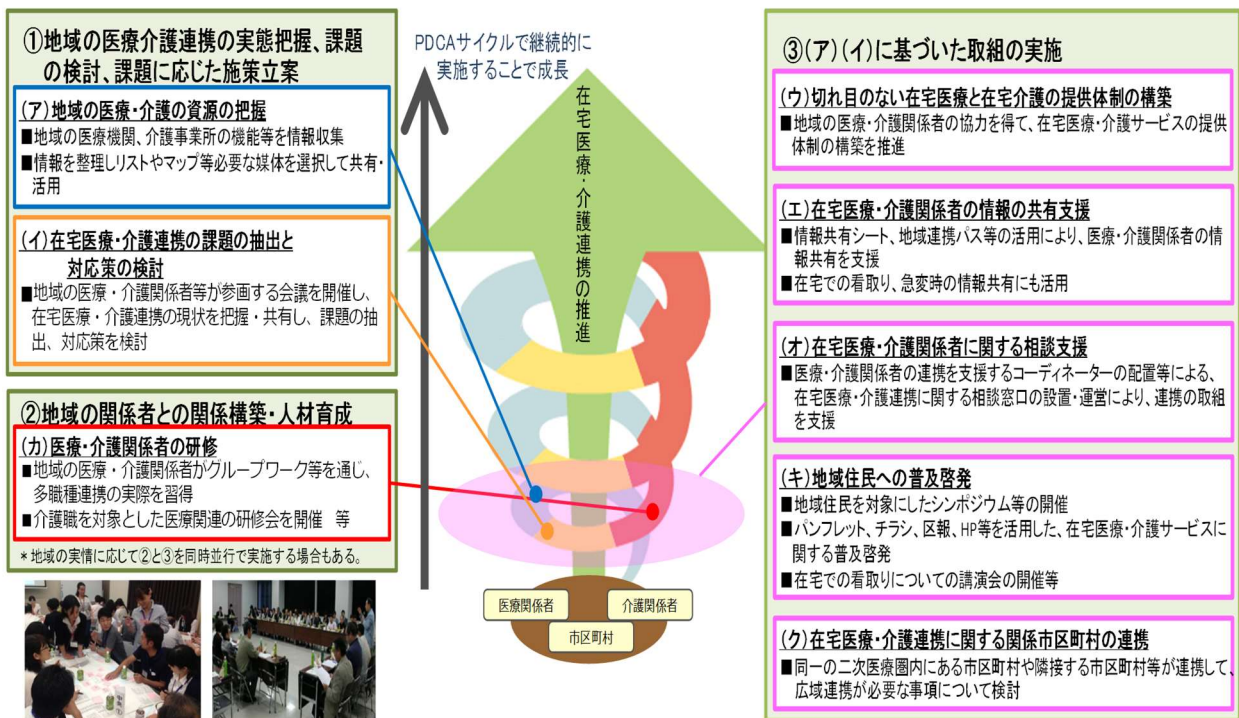 ①地域の医療介護連携の実態把握、課題
の検討、課題に応じた施策立案
(ア)地域の医療・介護の資源の把握
■地域の医療機関、介護事業所の機能等を情報収集
■情報を整理しリストやマップ等必要な媒体を選択して共有・
活用
(イ)在宅医療・介護連携の課題の抽出と
対応策の検討
■地域の医療・介護関係者等が参画する会議を開催し、
在宅医療・介護連携の現状を把握・共有し、課題の抽
出、対応策を検討
②地域の関係者との関係構築・人材育成
(カ)医療・介護関係者の研修
■地域の医療・介護関係者がグループワーク等を通じ、
多職種連携の実際を習得
■介護職を対象とした医療関連の研修会を開催 等
*地域の実情に応じて②と③を同時並行で実施する場合もある。
PDCAサイクルで継続的に
実施することで成長
在宅医療・介護連携の推進
医療関係者
介護関係者
市区町村
③(ア)(イ)に基づいた取組の実施
(ウ)切れ目のない在宅医療と在宅介護の提供体制の構築
■地域の医療・介護関係者の協力を得て、在宅医療・介護サービスの提供
体制の構築を推進
(エ)在宅医療・介護関係者の情報の共有支援
■情報共有シート、地域連携パス等の活用により、医療・介護関係者の情
報共有を支援
■在宅での看取り、急変時の情報共有にも活用
(オ)在宅医療・介護関係者に関する相談支援
■医療・介護関係者の連携を支援するコーディネーターの配置等による、
在宅医療・介護連携に関する相談窓口の設置・運営により、連携の取組
を支援
(キ)地域住民への普及啓発
■地域住民を対象にしたシンポジウム等の開催
■パンフレット、チラシ、区報、HP等を活用した、在宅医療・介護サービスに
関する普及啓発
■在宅での看取りについての講演会の開催等
(ク)在宅医療・介護連携に関する関係市区町村の連携
■同一の二次医療圏内にある市区町村や隣接する市区町村等が連携して、
広域連携が必要な事項について検討